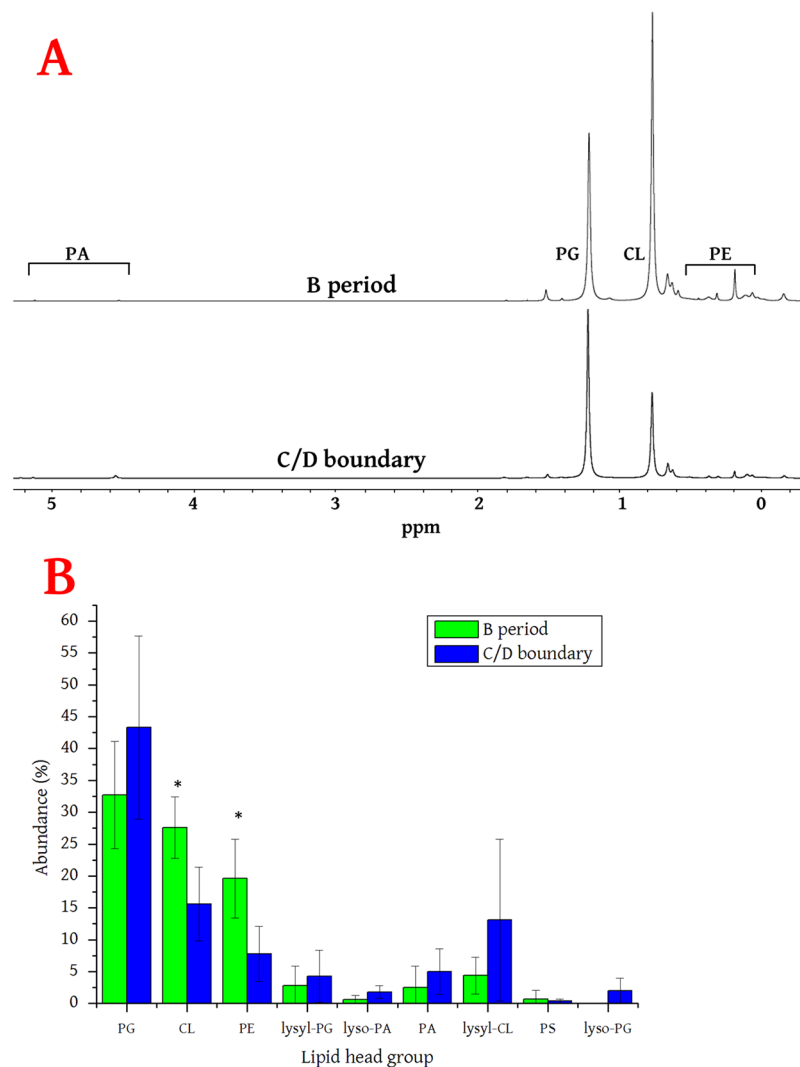 A
PA
PG
CL
PE
B period
C/D boundary
5 4 3 2 1 0
ppm
B
B period
C/D boundary
60
55
50
45
40
35
30
25
20
15
10
5
0
Abundance (%)
*
*
PG CL PE lysyl-PG lyso-PA PA lysyl-CL PS lyso-PG
Lipid head group